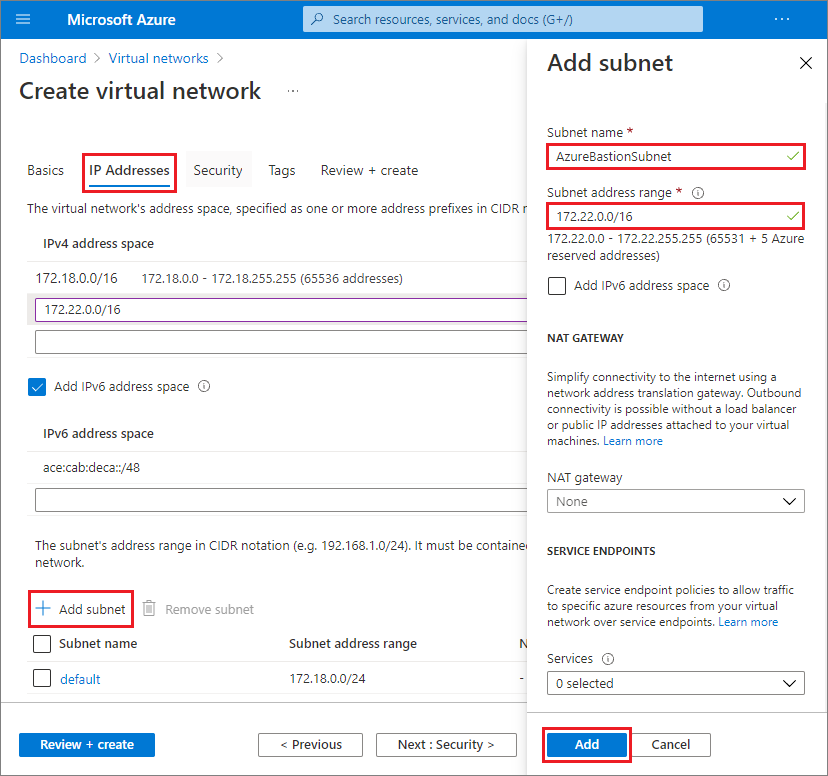 Microsoft Azure
Search resources, services, and docs (G+/)
...
Dashboard > Virtual networks >
Create virtual network ...
Basics IP Addresses Security Tags Review + create
The virtual network's address space, specified as one or more address prefixes in CIDR n
IPv4 address space
172.18.0.0/16 172.18.0.0 - 172.18.255.255 (65536 addresses)
172.22.0.0/16
Add IPv6 address space
IPv6 address space
ace:cab:deca::/48
The subnet's address range in CIDR notation (e.g. 192.168.1.0/24). It must be contained
network.
+ Add subnet Remove subnet
Subnet name Subnet address range N
default 172.18.0.0/24 -
Review + create < Previous Next : Security >
Add subnet
Subnet name *
AzureBastionSubnet
Subnet address range *
172.22.0.0/16
172.22.0.0 - 172.22.255.255 (65531 + 5 Azure
reserved addresses)
Add IPv6 address space
NAT GATEWAY
Simplify connectivity to the internet using a
network address translation gateway. Outbound
connectivity is possible without a load balancer
or public IP addresses attached to your virtual
machines. Learn more
NAT gateway
None
SERVICE ENDPOINTS
Create service endpoint policies to allow traffic
to specific azure resources from your virtual
network over service endpoints. Learn more
Services
0 selected
Add Cancel